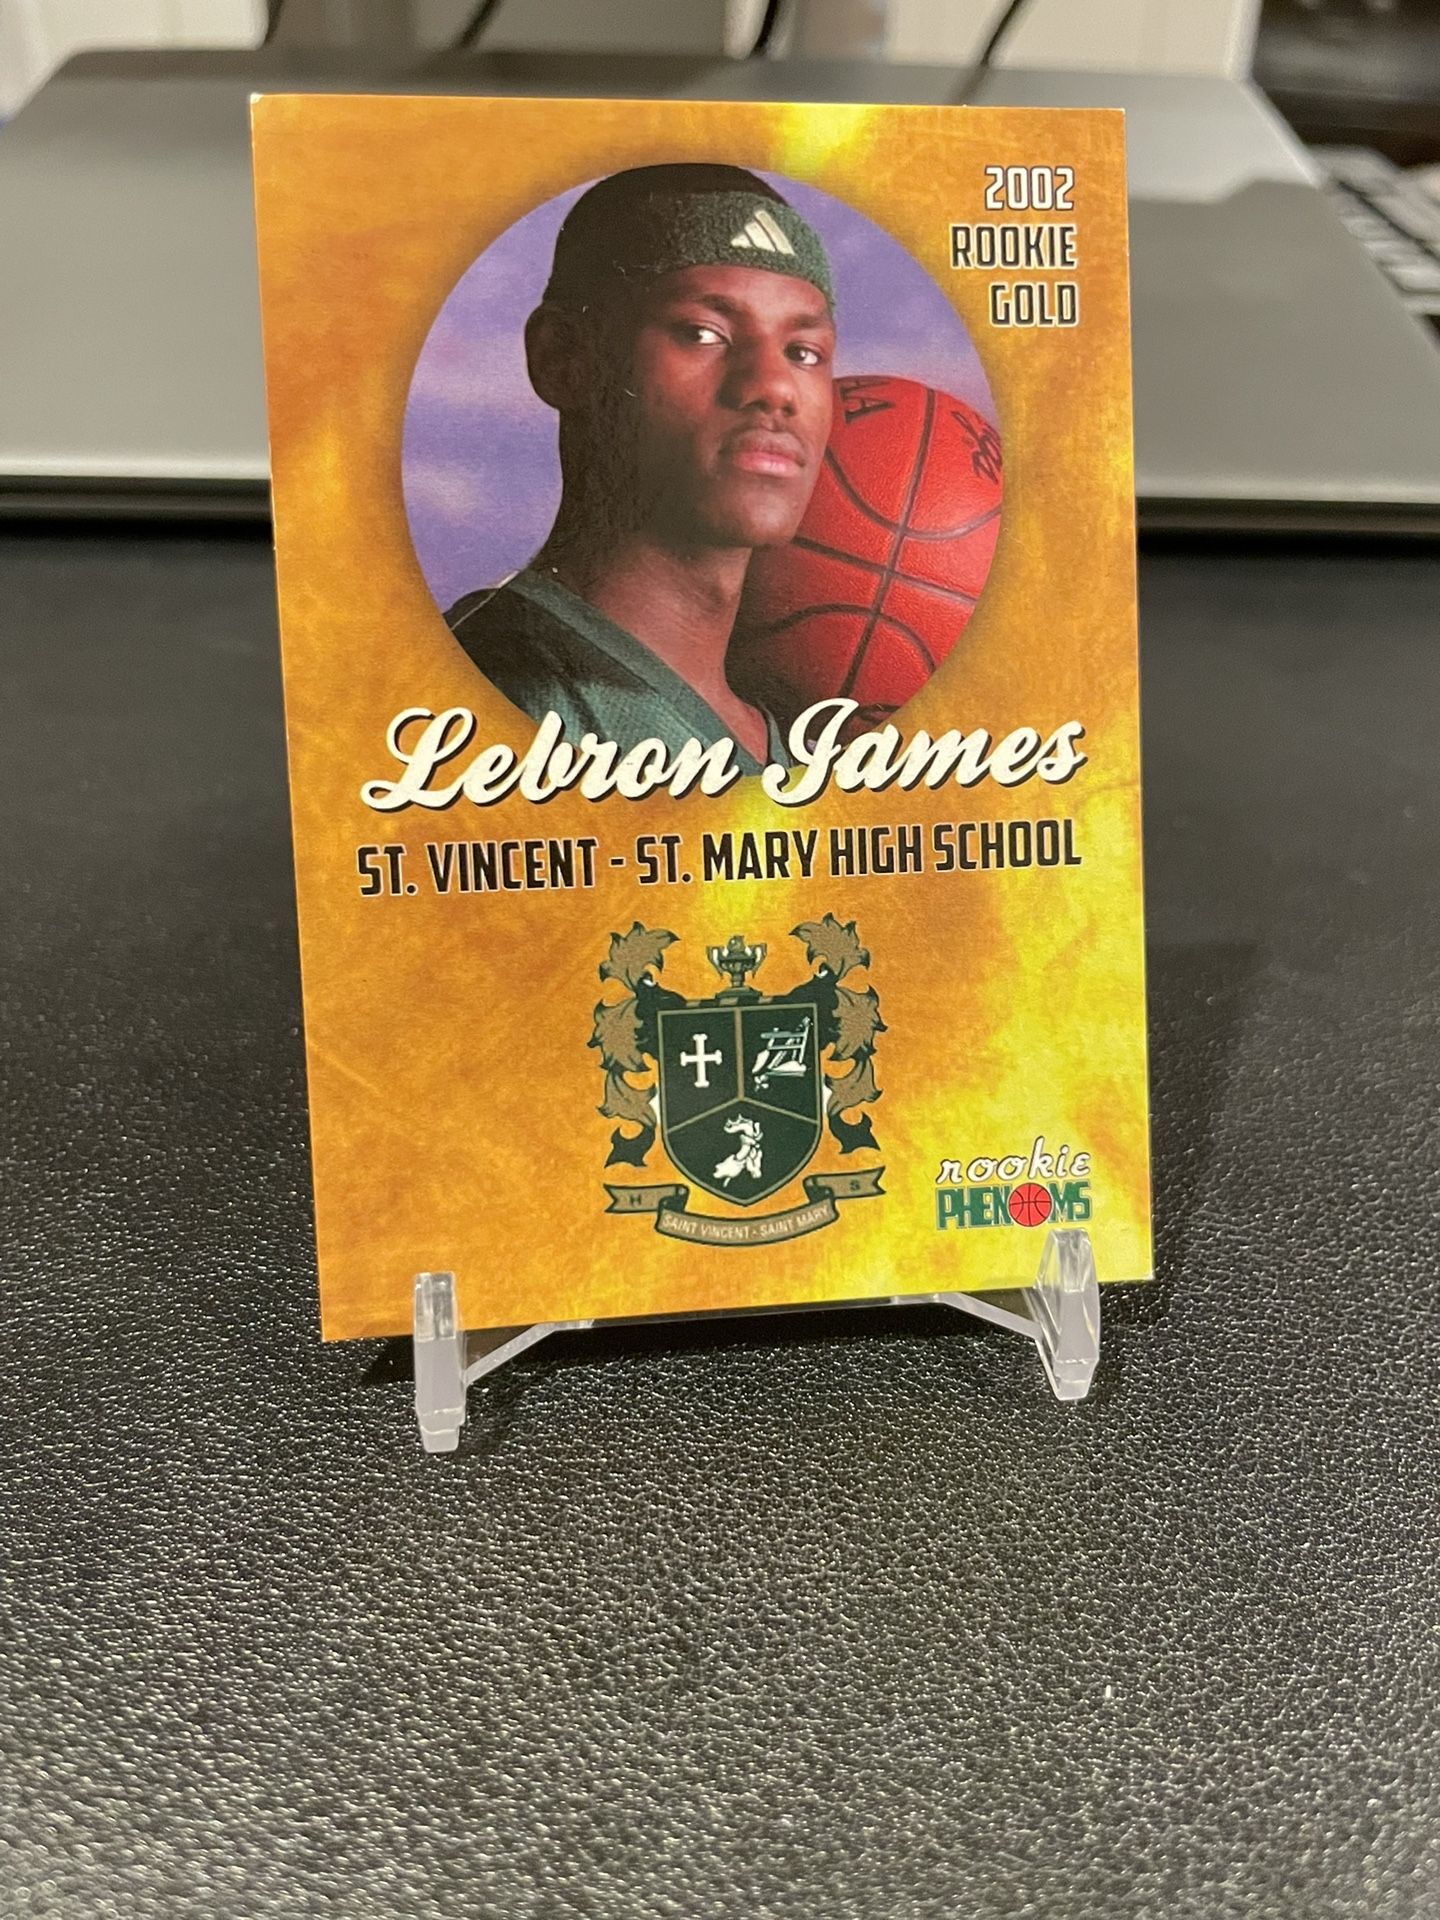 2002
ROOKIE
GOLD
Lebron James
ST. VINCENT - ST. MARY HIGH SCHOOL
H S
SAINT VINCENT - SAINT MARY
rookie
PHENOMS